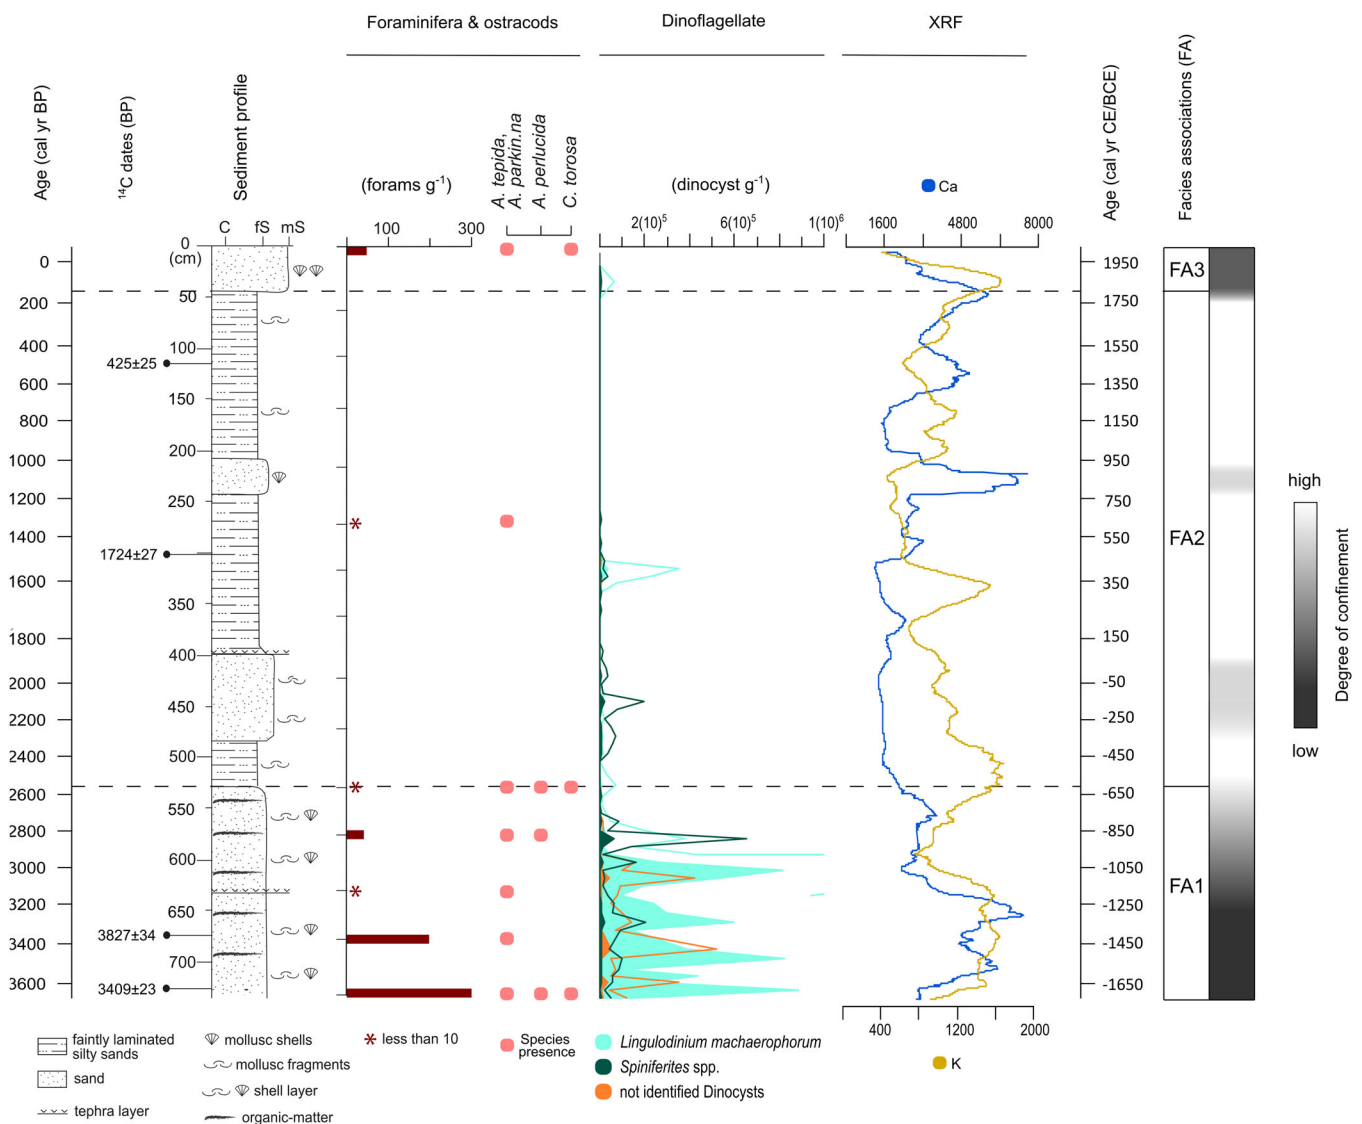 Foraminifera & ostracods
Dinoflagellate
XRF
Age (cal yr BP)
¹⁴C dates (BP)
Sediment profile
(forams g⁻¹)
A. tepida,
A. parkin.na
A. perlucida
C. torosa
(dinocyst g⁻¹)
Ca
Age (cal yr CE/BCE)
Facies associations (FA)
C fS mS
0 100 300
2(10⁵ 6(10⁵ 1(10⁶
1600 4800 8000
0
(cm)
50
100
150
200
250
350
400
450
500
550
600
650
700
0
200
400
600
800
1000
1200
1400
1600
1800
2000
2200
2400
2600
2800
3000
3200
3400
3600
425±25
1724±27
3827±34
3409±23
1950
1750
1550
1350
1150
950
750
550
350
150
-50
-250
-450
-650
-850
-1050
-1250
-1450
-1650
FA3
FA2
FA1
high
Degree of confinement
low
400 1200 2000
K
faintly laminated
silty sands
sand
tephra layer
mollusc shells
mollusc fragments
shell layer
organic-matter
less than 10
Species
presence
Lingulodinium machaerophorum
Spiniferites spp.
not identified Dinocysts